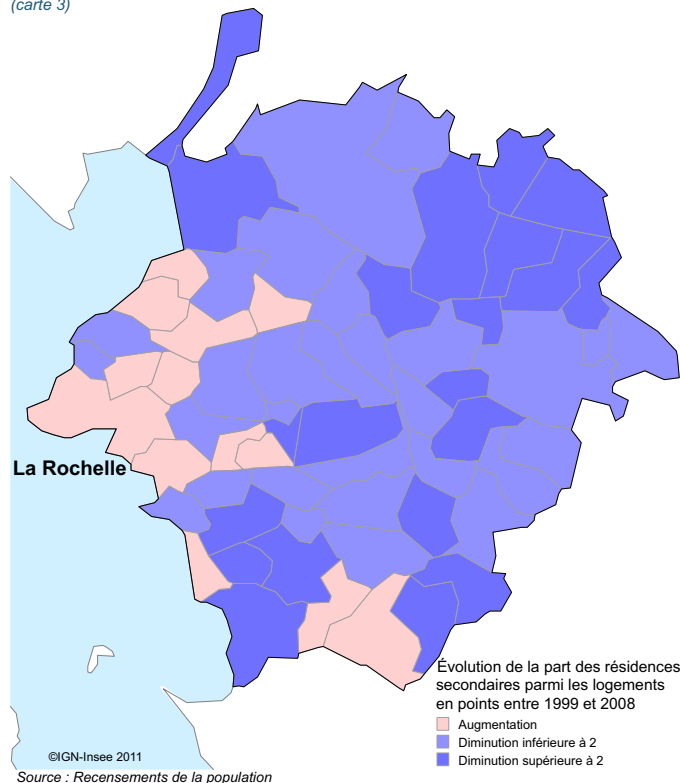 (carte 3)
La Rochelle
Évolution de la part des résidences
secondaires parmi les logements
en points entre 1999 et 2008
Augmentation
Diminution inférieure à 2
Diminution supérieure à 2
©IGN-Insee 2011
Source : Recensements de la population